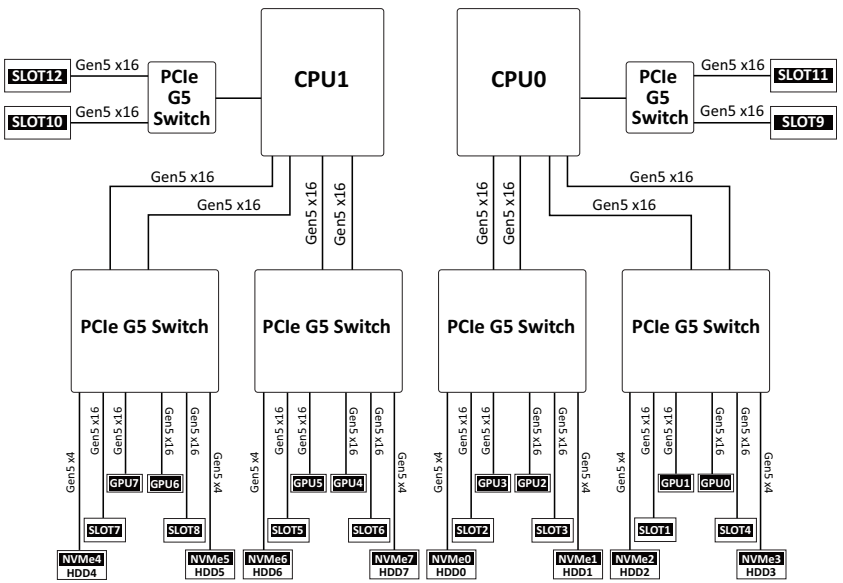 CPU1
CPU0
SLOT12
Gen5 x16
PCIe
G5
Switch
SLOT10
Gen5 x16
PCIe
G5
Switch
Gen5 x16
SLOT11
Gen5 x16
SLOT9
Gen5 x16
Gen5 x16
Gen5 x16
Gen5 x16
Gen5 x16
Gen5 x16
Gen5 x16
Gen5 x16
PCIe G5 Switch
PCIe G5 Switch
PCIe G5 Switch
PCIe G5 Switch
Gen5 x4
Gen5 x16
Gen5 x16
Gen5 x16
Gen5 x16
Gen5 x4
Gen5 x4
Gen5 x16
Gen5 x16
Gen5 x16
Gen5 x16
Gen5 x4
Gen5 x4
Gen5 x16
Gen5 x16
Gen5 x16
Gen5 x16
Gen5 x4
Gen5 x4
Gen5 x16
Gen5 x16
Gen5 x16
Gen5 x16
Gen5 x4
GPU7
GPU6
GPU5
GPU4
GPU3
GPU2
GPU1
GPU0
SLOT7
SLOT8
SLOT5
SLOT6
SLOT2
SLOT3
SLOT1
SLOT4
NVMe4
HDD4
NVMe5
HDD5
NVMe6
HDD6
NVMe7
HDD7
NVMe0
HDD0
NVMe1
HDD1
NVMe2
HDD2
NVMe3
HDD3